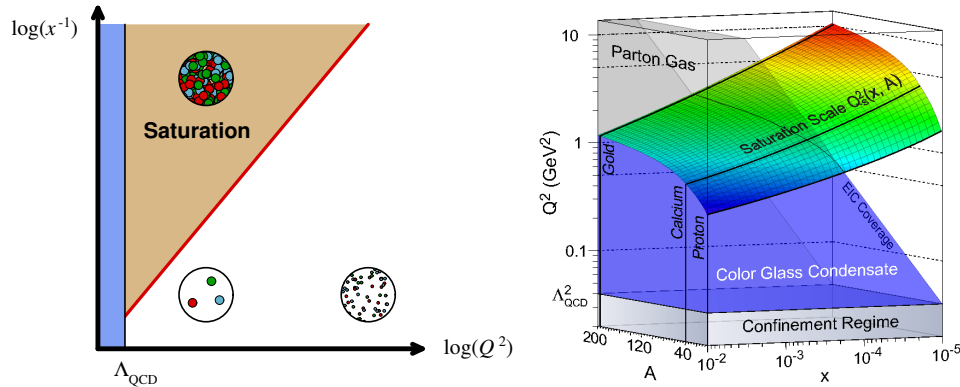 log(x⁻¹)
Saturation
Λ_QCD
log(Q²)
10
1
0.1
Q² (GeV²)
Λ²_QCD
Parton Gas
Saturation Scale Q²_s(x, A)
Gold
Calcium
Proton
EIC Coverage
Color Glass Condensate
Confinement Regime
200
120
40
A
10⁻²
10⁻³
10⁻⁴
10⁻⁵
x